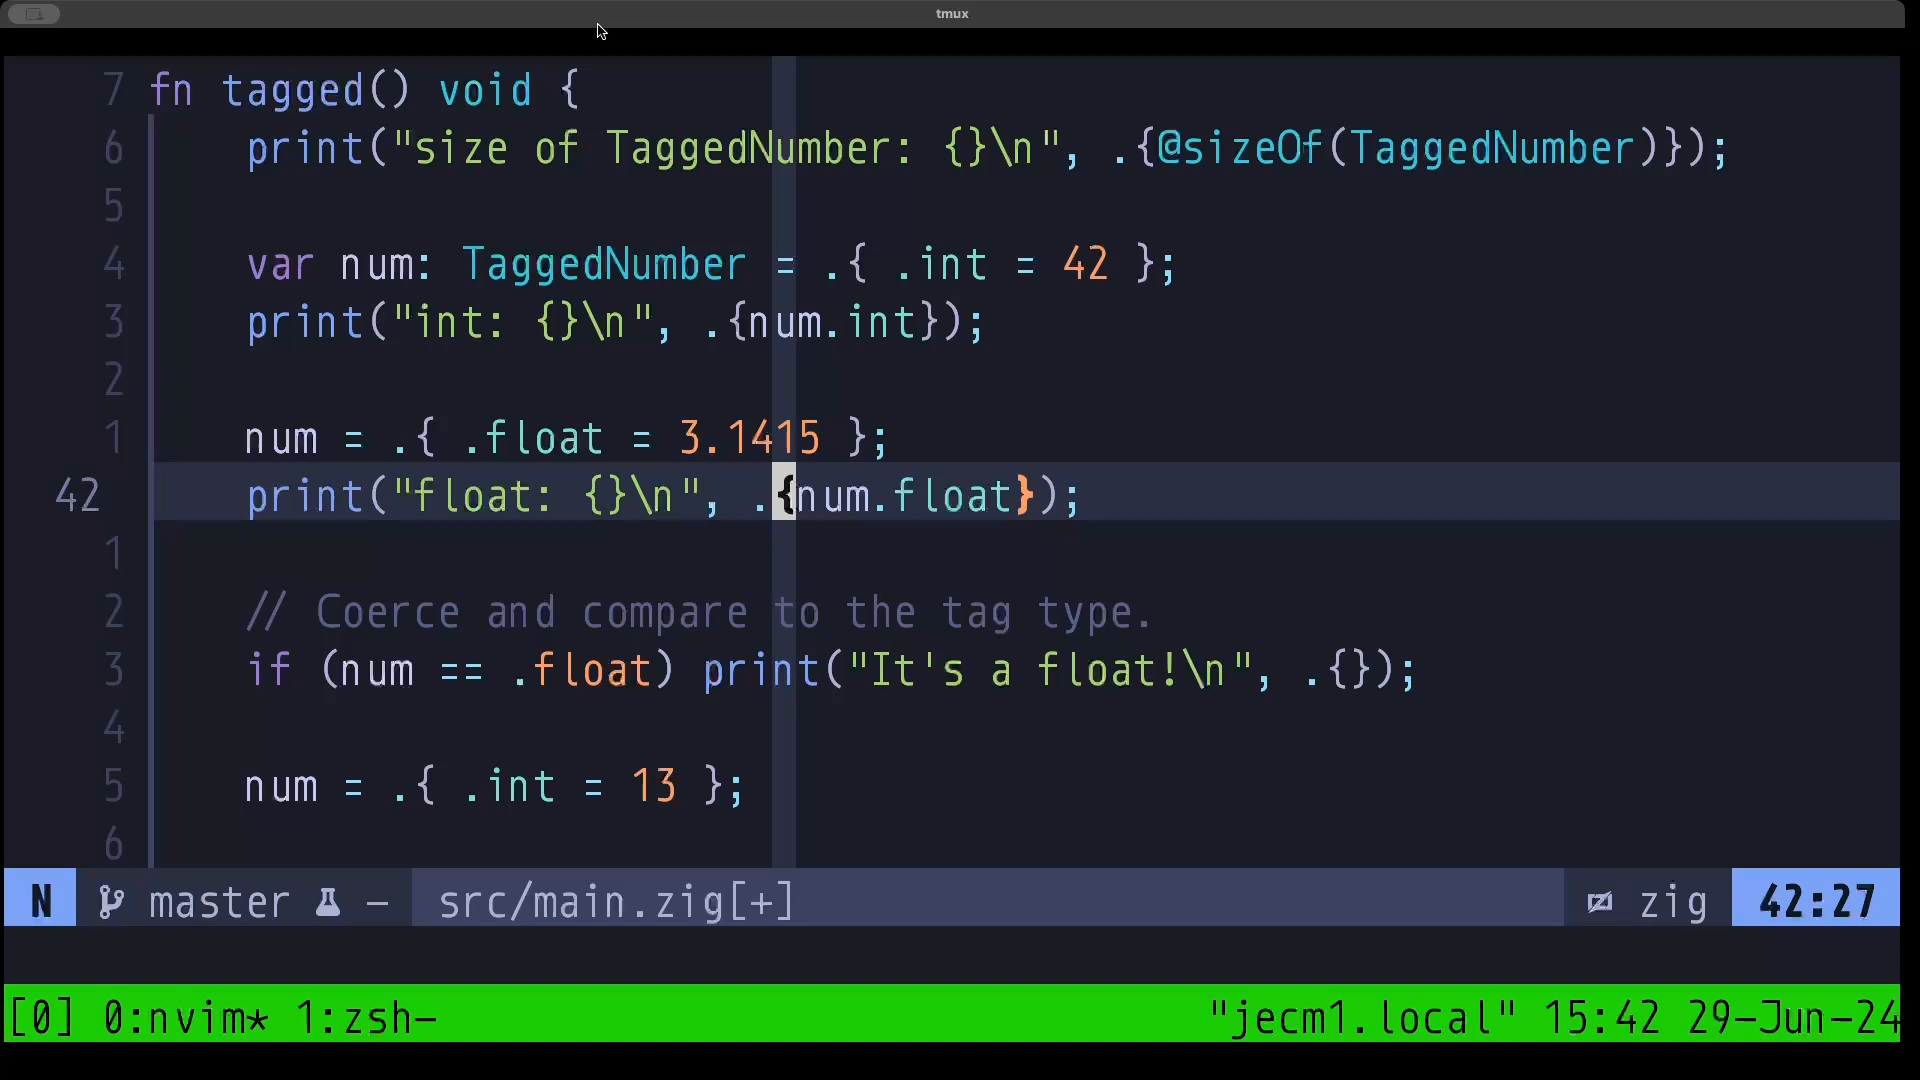 tmux
7 fn tagged() void {
6     print("size of TaggedNumber: {}\n", .{@sizeOf(TaggedNumber)});
5
4     var num: TaggedNumber = .{ .int = 42 };
3     print("int: {}\n", .{num.int});
2
1     num = .{ .float = 3.1415 };
42    print("float: {}\n", .{num.float});
1
2     // Coerce and compare to the tag type.
3     if (num == .float) print("It's a float!\n", .{});
4
5     num = .{ .int = 13 };
6
N master – src/main.zig[+] zig 42:27
[0] 0:nvim* 1:zsh- "jecm1.local" 15:42 29-Jun-24